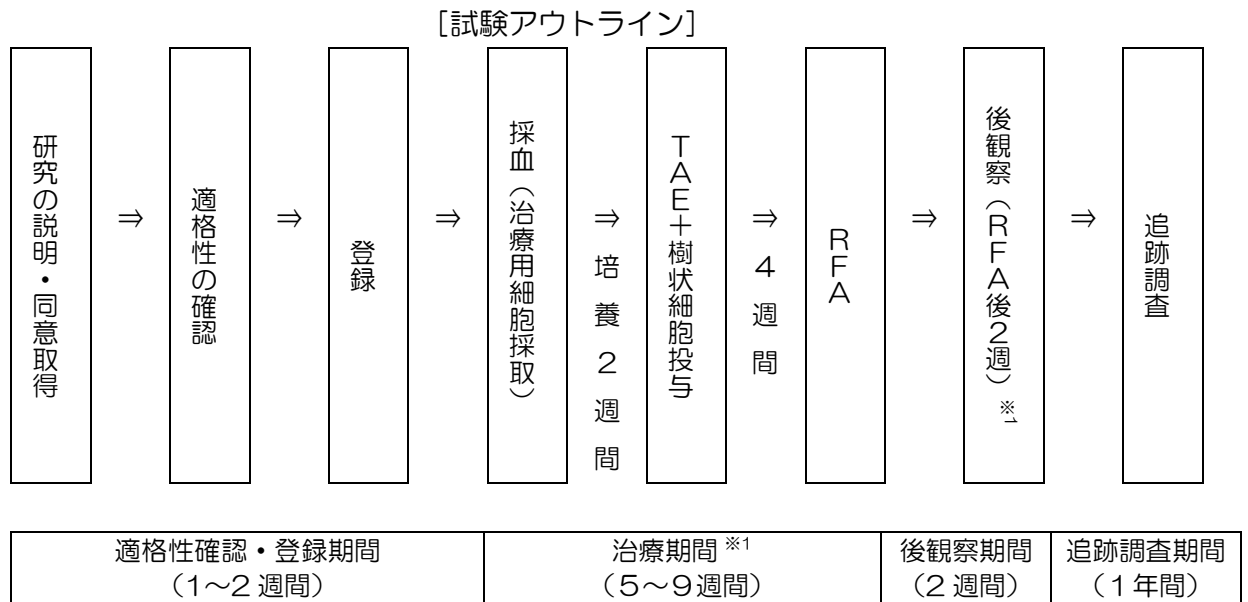 [試験アウトライン]
研究の説明・同意取得
⇒
適格性の確認
⇒
登録
⇒
採血(治療用細胞採取)
⇒
培養2週間
TAE+樹状細胞投与
⇒
4週間
RFA
⇒
後観察(RFA後2週)※1
⇒
追跡調査
適格性確認・登録期間
(1～2週間)
治療期間※1
(5～9週間)
後観察期間
(2週間)
追跡調査期間
(1年間)